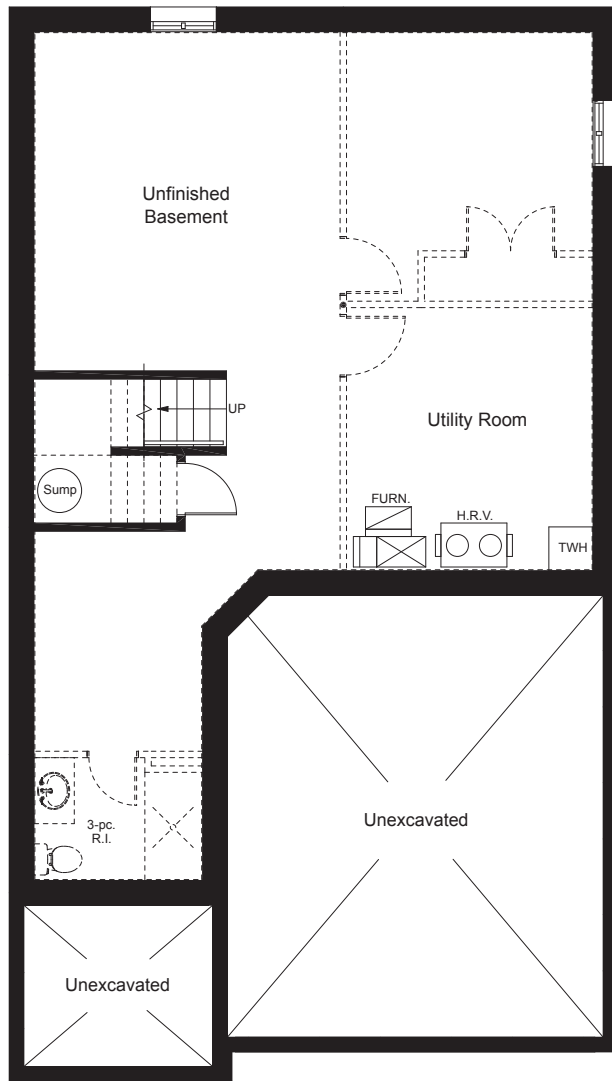 Unfinished
Basement
UP
Utility Room
Sump
FURN.
H.R.V.
TWH
3-pc.
R.I.
Unexcavated
Unexcavated